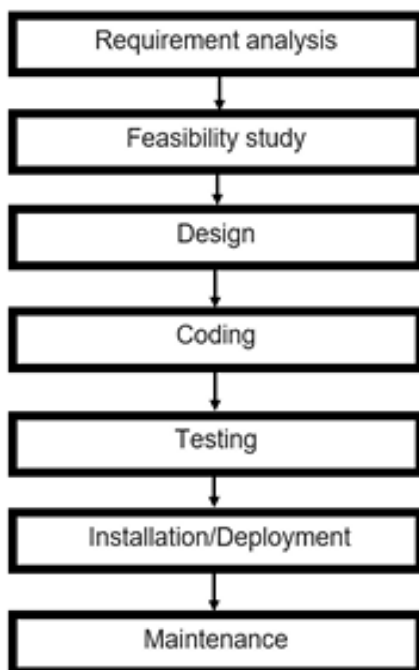 Requirement analysis
Feasibility study
Design
Coding
Testing
Installation/Deployment
Maintenance